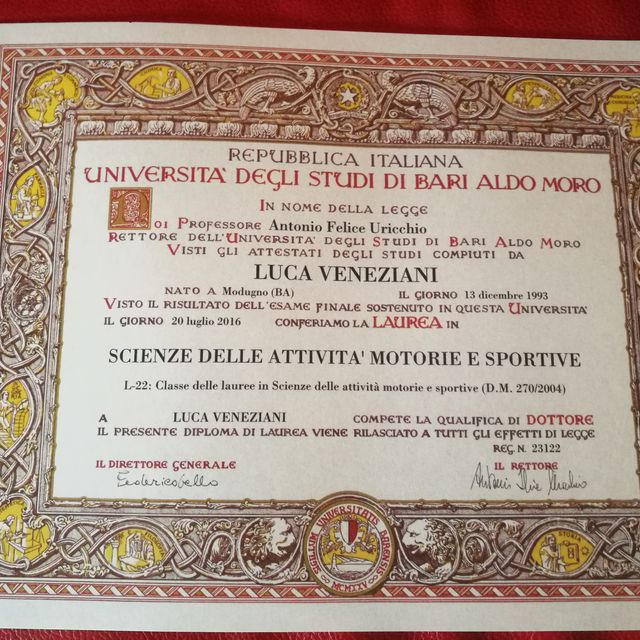 REPUBBLICA ITALIANA
UNIVERSITA' DEGLI STUDI DI BARI ALDO MORO
IN NOME DELLA LEGGE
NOI PROFESSORE Antonio Felice Uricchio
RETTORE DELL'UNIVERSITA' DEGLI STUDI DI BARI ALDO MORO
VISTI GLI ATTESTATI DEGLI STUDI COMPIUTI DA
LUCA VENEZIANI
NATO A Modugno (BA) IL GIORNO 13 dicembre 1993
VISTO IL RISULTATO DELL'ESAME FINALE SOSTENUTO IN QUESTA UNIVERSITA'
IL GIORNO 20 luglio 2016 CONFERIAMO LA LAUREA IN
SCIENZE DELLE ATTIVITA' MOTORIE E SPORTIVE
L-22: Classe delle lauree in Scienze delle attività motorie e sportive (D.M. 270/2004)
A LUCA VENEZIANI COMPETE LA QUALIFICA DI DOTTORE
IL PRESENTE DIPLOMA DI LAUREA VIENE RILASCIATO A TUTTI GLI EFFETTI DI LEGGE
REG. N. 23122
IL DIRETTORE GENERALE IL RETTORE
SIGILLUM UNIVERSITATIS BARENSIS
STORIA